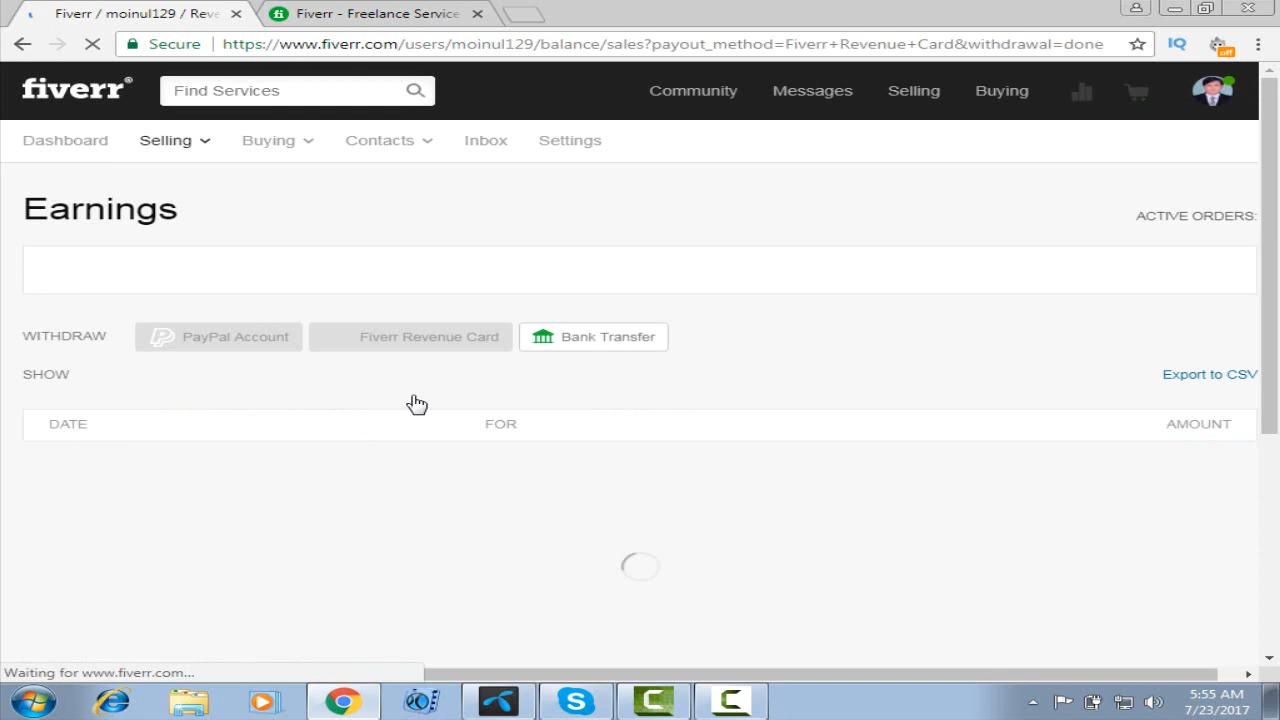 Fiverr / moinul129 / Reve
Fiverr - Freelance Service
Secure
https://www.fiverr.com/users/moinul129/balance/sales?payout_method=Fiverr+Revenue+Card&withdrawal=done
IQ
off
fiverr®
Find Services
Community
Messages
Selling
Buying
Dashboard
Selling
Buying
Contacts
Inbox
Settings
Earnings
ACTIVE ORDERS:
WITHDRAW
PayPal Account
Fiverr Revenue Card
Bank Transfer
SHOW
Export to CSV
DATE
FOR
AMOUNT
Waiting for www.fiverr.com...
5:55 AM
7/23/2017